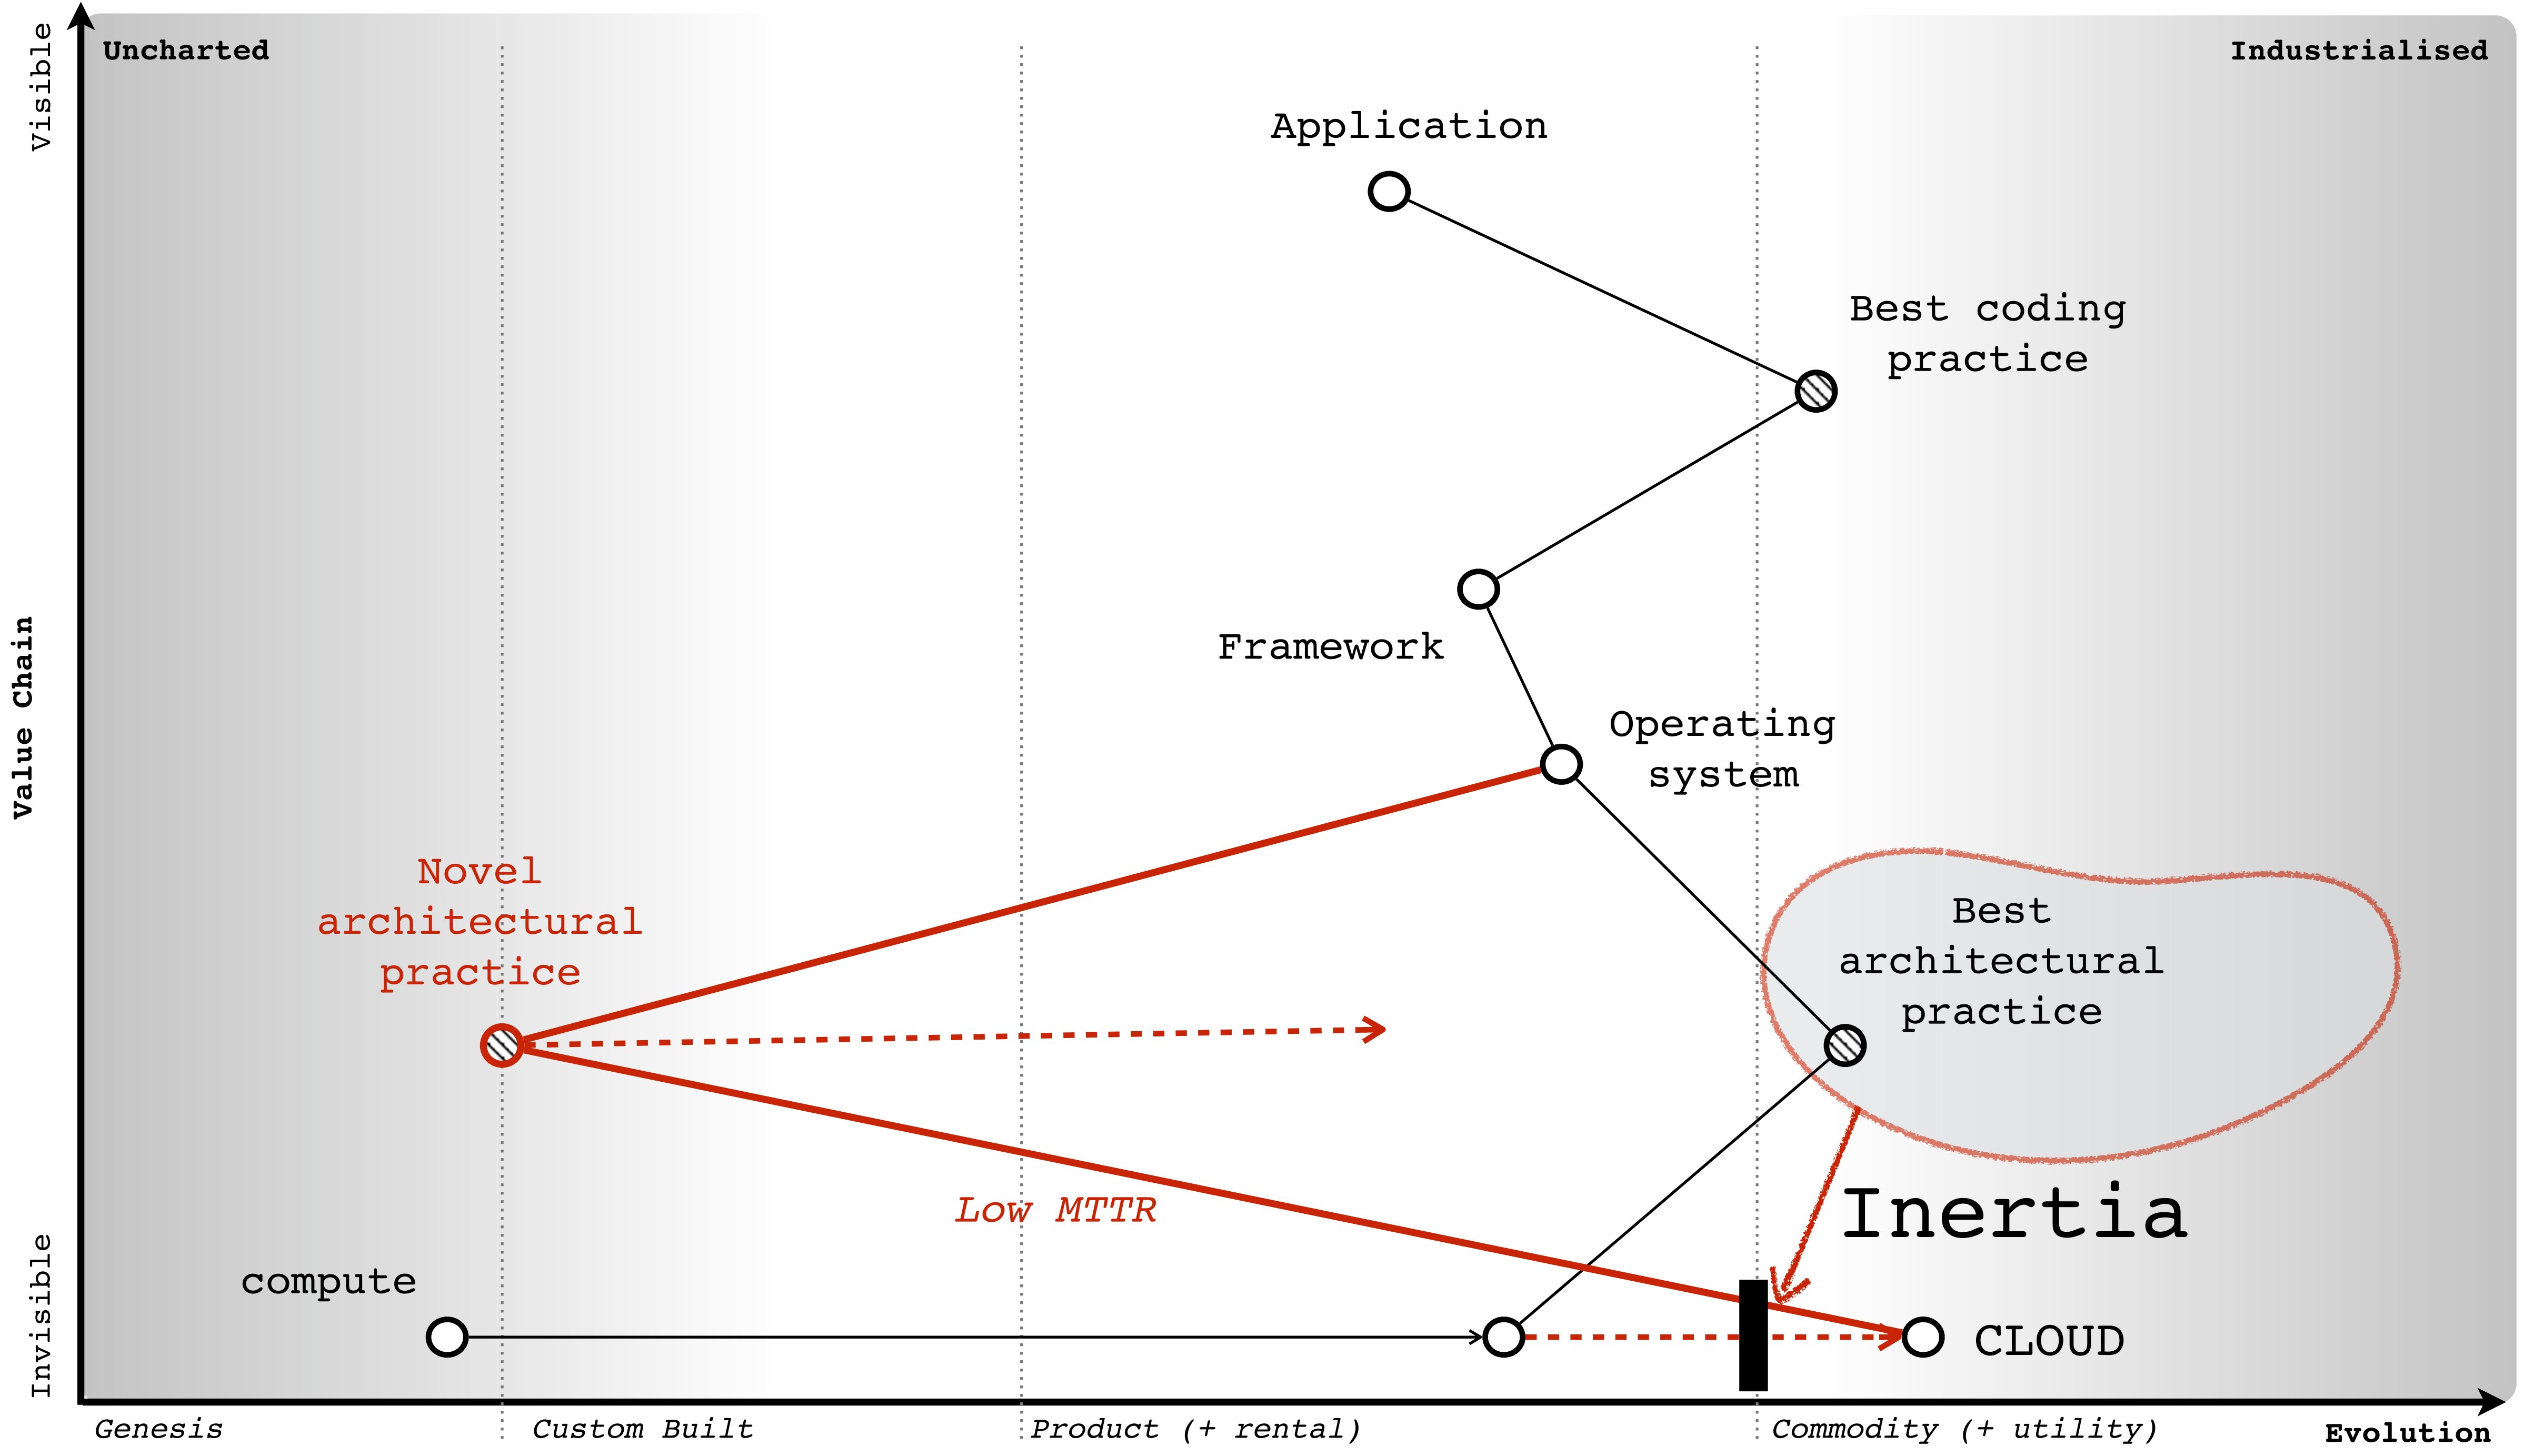 Visible
Uncharted
Industrialised
Application
Best coding
practice
Framework
Value Chain
Operating
system
Novel
architectural
practice
Best
architectural
practice
Low MTTR
Inertia
Invisible
compute
CLOUD
Genesis
Custom Built
Product (+ rental)
Commodity (+ utility)
Evolution